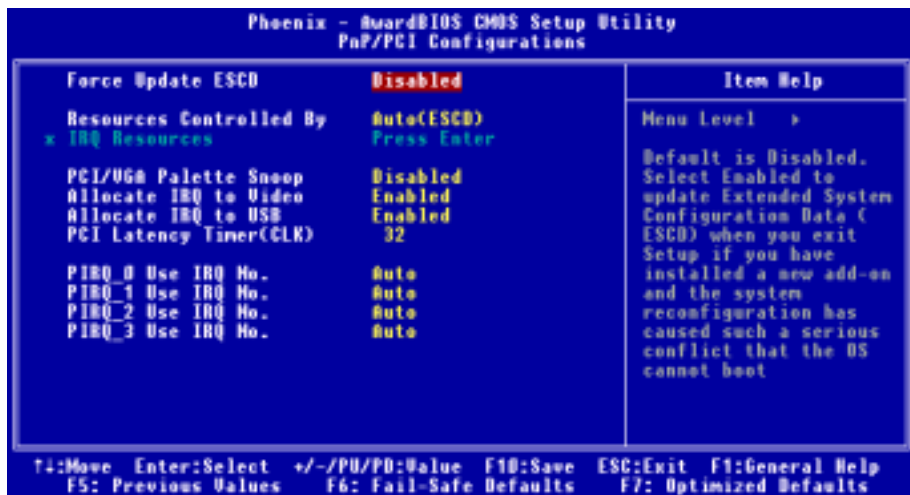 Phoenix - AwardBIOS CMOS Setup Utility
PnP/PCI Configurations
Force Update ESCD Disabled
Resources Controlled By Auto(ESCD)
x IRQ Resources Press Enter
PCI/VGA Palette Snoop Disabled
Allocate IRQ to Video Enabled
Allocate IRQ to USB Enabled
PCI Latency Timer(CLK) 32
PIRQ_0 Use IRQ No. Auto
PIRQ_1 Use IRQ No. Auto
PIRQ_2 Use IRQ No. Auto
PIRQ_3 Use IRQ No. Auto
Item Help
Menu Level ▸
Default is Disabled.
Select Enabled to
update Extended System
Configuration Data (
ESCD) when you exit
Setup if you have
installed a new add-on
and the system
reconfiguration has
caused such a serious
conflict that the OS
cannot boot
↑↓:Move Enter:Select +/-/PU/PD:Value F10:Save ESC:Exit F1:General Help
F5: Previous Values F6: Fail-Safe Defaults F7: Optimized Defaults